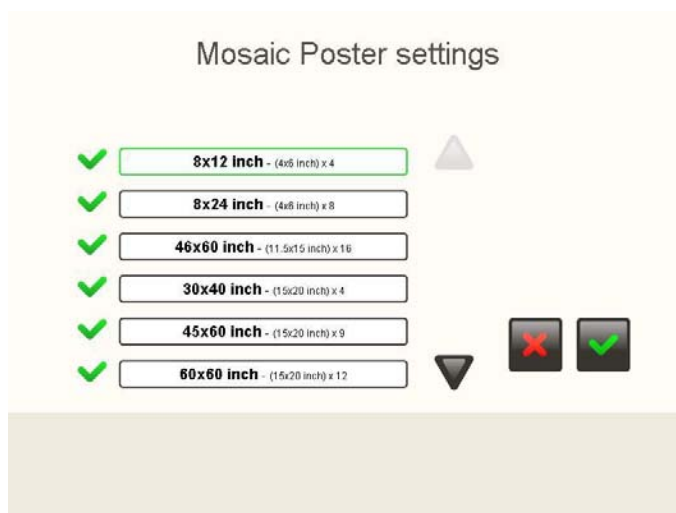 Mosaic Poster settings
8x12 inch - (4x6 inch) x 4
8x24 inch - (4x6 inch) x 8
46x60 inch - (11.5x15 inch) x 16
30x40 inch - (15x20 inch) x 4
45x60 inch - (15x20 inch) x 9
60x60 inch - (15x20 inch) x 12